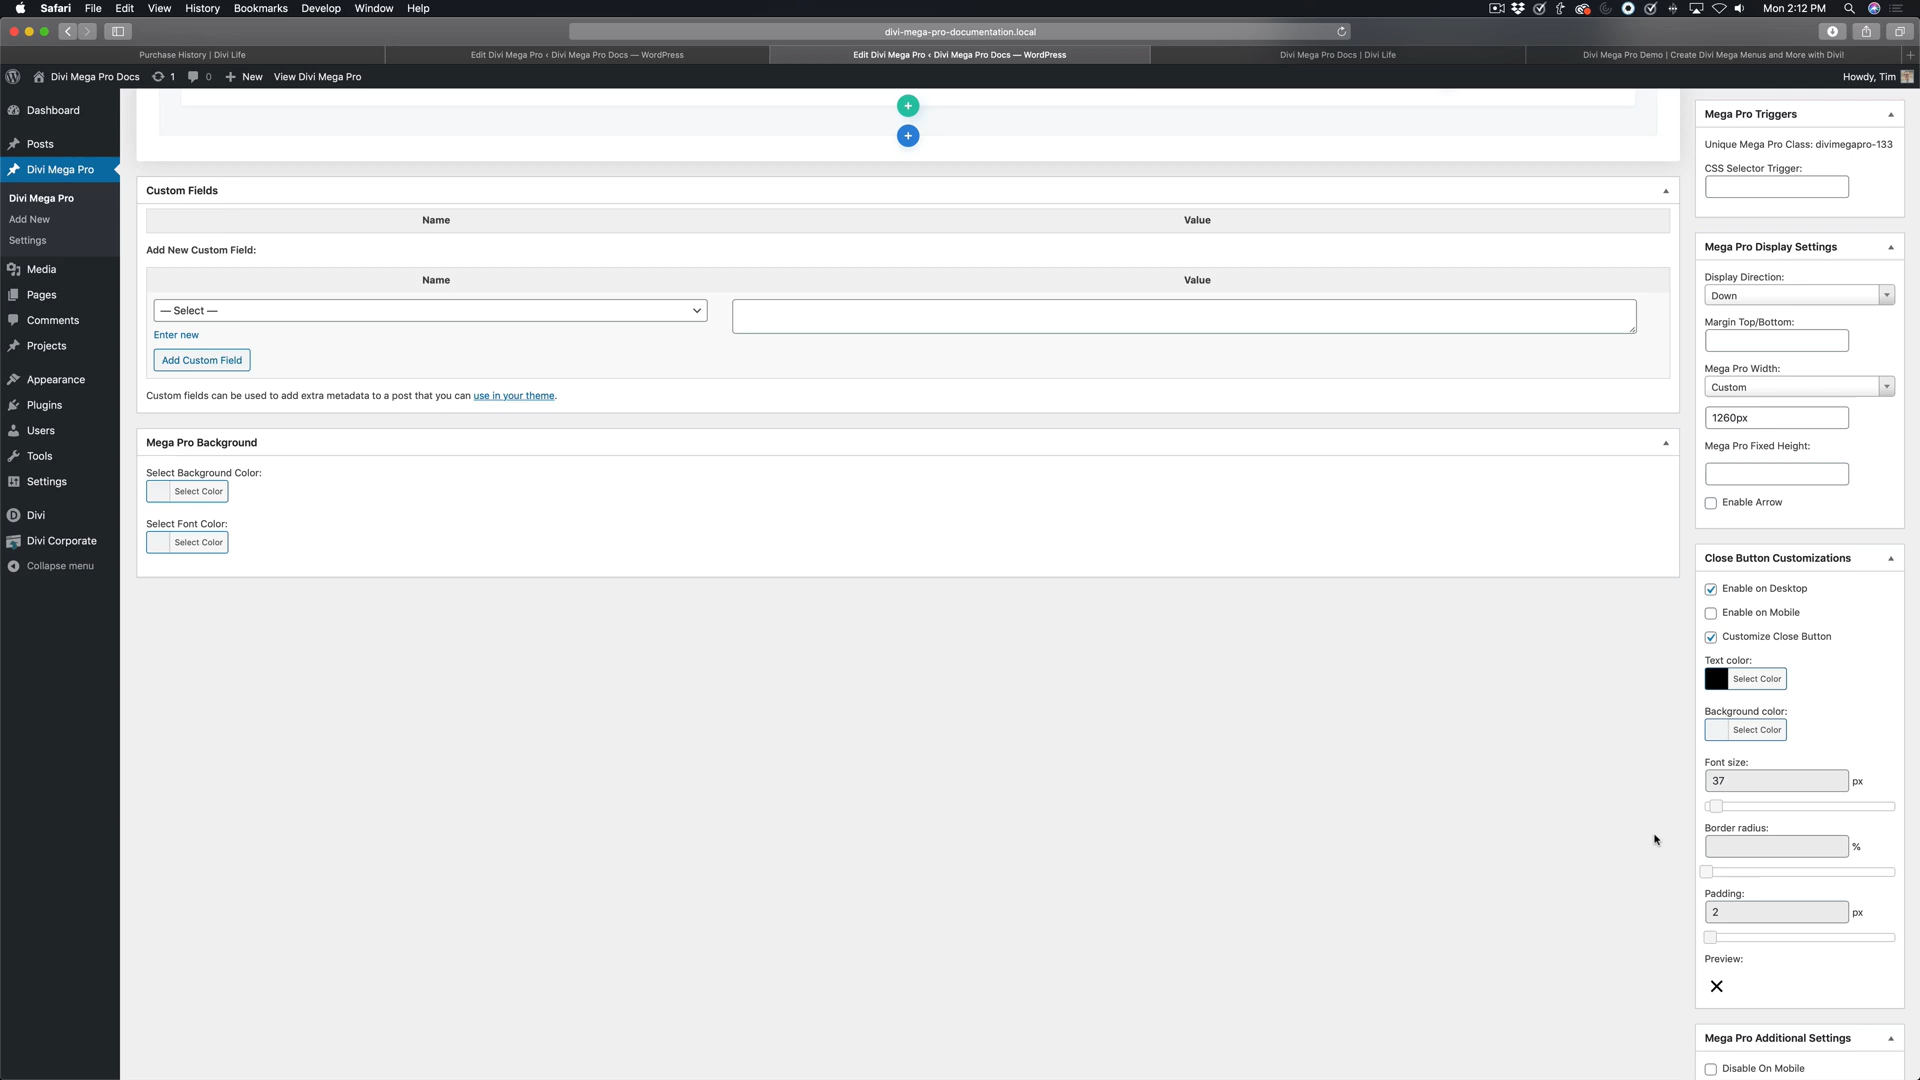 Safari File Edit View History Bookmarks Develop Window Help Mon 2:12 PM
divi-mega-pro-documentation.local
Purchase History | Divi Life
Edit Divi Mega Pro ‹ Divi Mega Pro Docs — WordPress
Edit Divi Mega Pro ‹ Divi Mega Pro Docs — WordPress
Divi Mega Pro Docs | Divi Life
Divi Mega Pro Demo | Create Divi Mega Menus and More with Divi!
Divi Mega Pro Docs 1 0 New View Divi Mega Pro Howdy, Tim
Dashboard
Posts
Divi Mega Pro
Divi Mega Pro
Add New
Settings
Media
Pages
Comments
Projects
Appearance
Plugins
Users
Tools
Settings
Divi
Divi Corporate
Collapse menu
Custom Fields
Name Value
Add New Custom Field:
Name Value
— Select —
Enter new
Add Custom Field
Custom fields can be used to add extra metadata to a post that you can use in your theme.
Mega Pro Background
Select Background Color:
Select Color
Select Font Color:
Select Color
Mega Pro Triggers
Unique Mega Pro Class: divimegapro-133
CSS Selector Trigger:
Mega Pro Display Settings
Display Direction:
Down
Margin Top/Bottom:
Mega Pro Width:
Custom
1260px
Mega Pro Fixed Height:
Enable Arrow
Close Button Customizations
Enable on Desktop
Enable on Mobile
Customize Close Button
Text color:
Select Color
Background color:
Select Color
Font size:
37 px
Border radius:
%
Padding:
2 px
Preview:
Mega Pro Additional Settings
Disable On Mobile